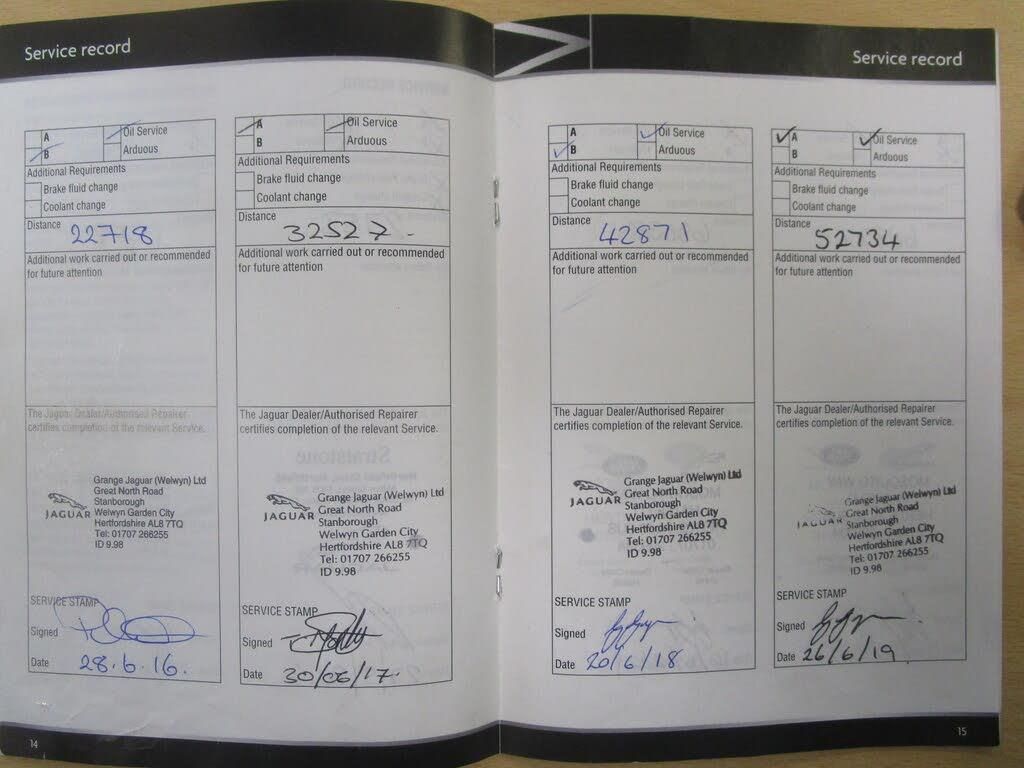 Service record
A
Oil Service
B
Arduous
Additional Requirements
Brake fluid change
Coolant change
Distance
22718
Additional work carried out or recommended
for future attention
The Jaguar Dealer/Authorised Repairer
certifies completion of the relevant Service.
JAGUAR
Grange Jaguar (Welwyn) Ltd
Great North Road
Stanborough
Welwyn Garden City
Hertfordshire AL8 7TQ
Tel: 01707 266255
ID 9.98
SERVICE STAMP
Signed
Date 28.6.16.
A
Oil Service
B
Arduous
Additional Requirements
Brake fluid change
Coolant change
Distance
32527
Additional work carried out or recommended
for future attention
The Jaguar Dealer/Authorised Repairer
certifies completion of the relevant Service.
JAGUAR
Grange Jaguar (Welwyn) Ltd
Great North Road
Stanborough
Welwyn Garden City
Hertfordshire AL8 7TQ
Tel: 01707 266255
ID 9.98
SERVICE STAMP
Signed
Date 30/06/17.
14
Service record
A
Oil Service
B
Arduous
Additional Requirements
Brake fluid change
Coolant change
Distance
42871
Additional work carried out or recommended
for future attention
The Jaguar Dealer/Authorised Repairer
certifies completion of the relevant Service.
JAGUAR
Grange Jaguar (Welwyn) Ltd
Great North Road
Stanborough
Welwyn Garden City
Hertfordshire AL8 7TQ
Tel: 01707 266255
ID 9.98
SERVICE STAMP
Signed
Date 20/6/18
A
Oil Service
B
Arduous
Additional Requirements
Brake fluid change
Coolant change
Distance
52734
Additional work carried out or recommended
for future attention
The Jaguar Dealer/Authorised Repairer
certifies completion of the relevant Service.
JAGUAR
Grange Jaguar (Welwyn) Ltd
Great North Road
Stanborough
Welwyn Garden City
Hertfordshire AL8 7TQ
Tel: 01707 266255
ID 9.98
SERVICE STAMP
Signed
Date 26/6/19
15